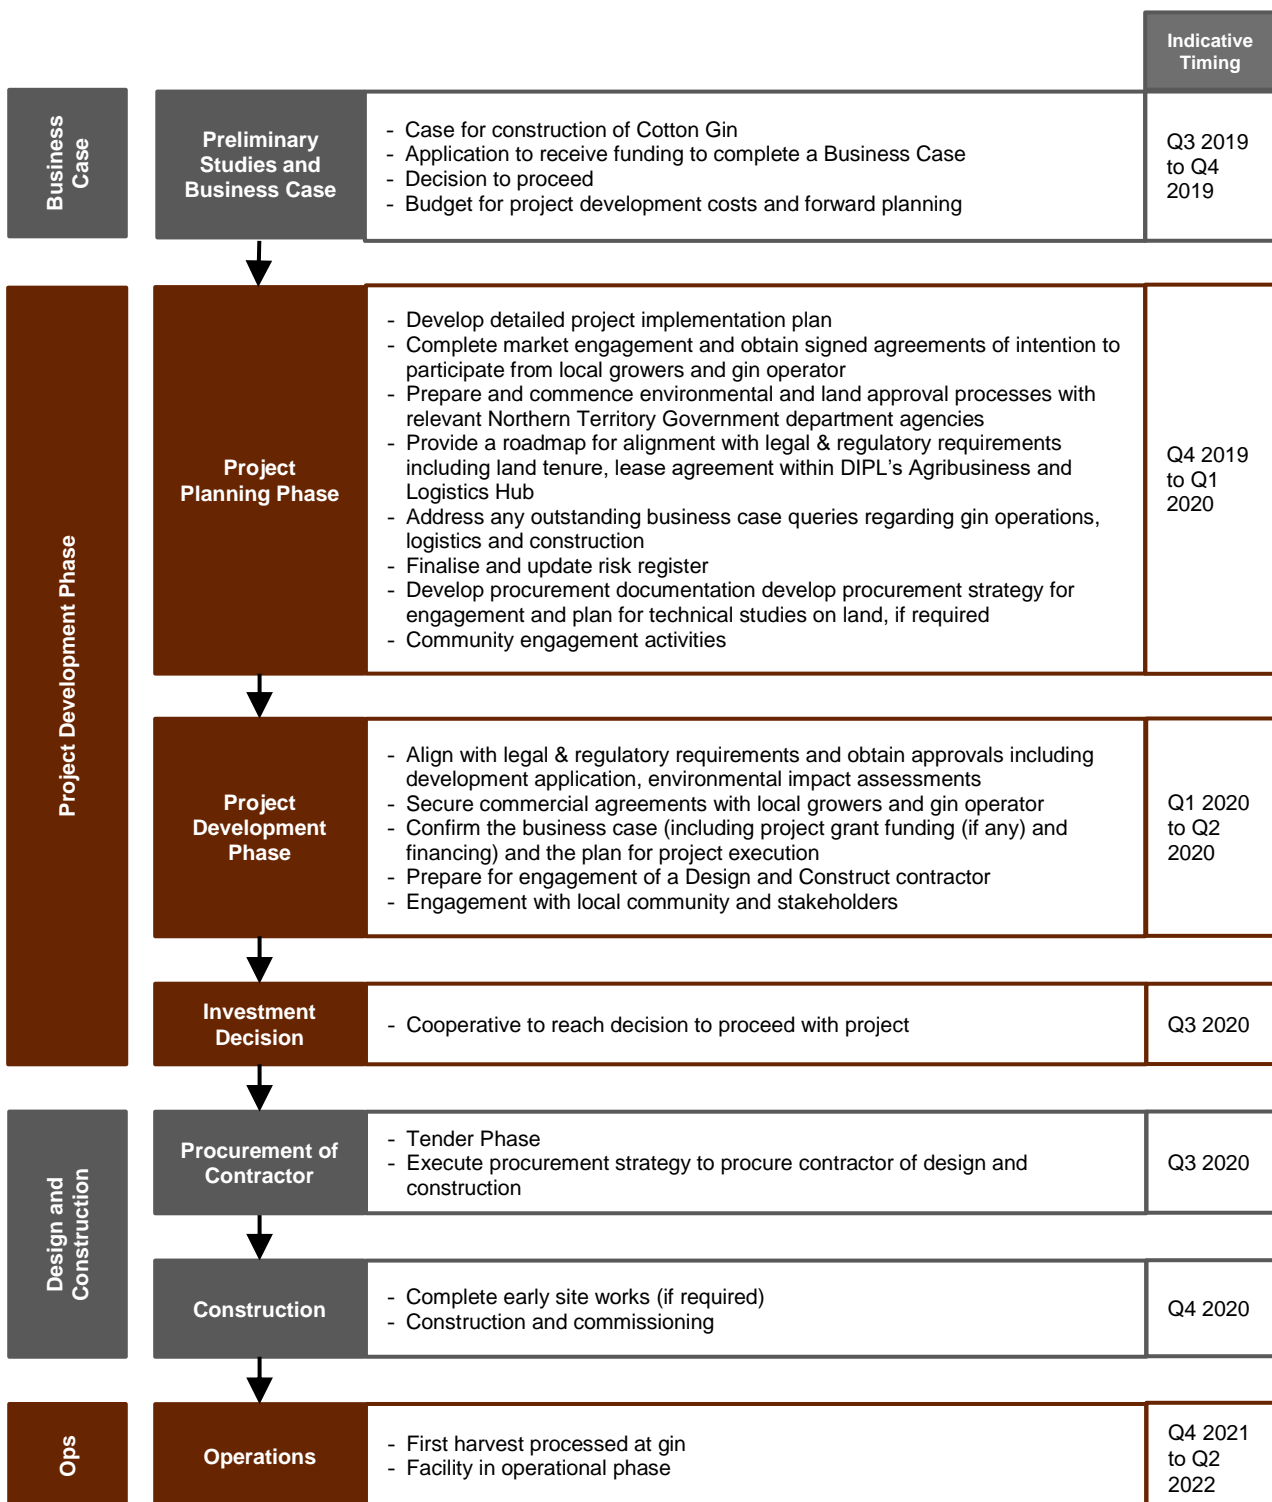 Indicative
Timing
Business
Case
Preliminary
Studies and
Business Case
- Case for construction of Cotton Gin
- Application to receive funding to complete a Business Case
- Decision to proceed
- Budget for project development costs and forward planning
Q3 2019
to Q4
2019
Project Development Phase
Project
Planning Phase
- Develop detailed project implementation plan
- Complete market engagement and obtain signed agreements of intention to
participate from local growers and gin operator
- Prepare and commence environmental and land approval processes with
relevant Northern Territory Government department agencies
- Provide a roadmap for alignment with legal & regulatory requirements
including land tenure, lease agreement within DIPL's Agribusiness and
Logistics Hub
- Address any outstanding business case queries regarding gin operations,
logistics and construction
- Finalise and update risk register
- Develop procurement documentation develop procurement strategy for
engagement and plan for technical studies on land, if required
- Community engagement activities
Q4 2019
to Q1
2020
Project
Development
Phase
- Align with legal & regulatory requirements and obtain approvals including
development application, environmental impact assessments
- Secure commercial agreements with local growers and gin operator
- Confirm the business case (including project grant funding (if any) and
financing) and the plan for project execution
- Prepare for engagement of a Design and Construct contractor
- Engagement with local community and stakeholders
Q1 2020
to Q2
2020
Investment
Decision
- Cooperative to reach decision to proceed with project
Q3 2020
Design and
Construction
Procurement of
Contractor
- Tender Phase
- Execute procurement strategy to procure contractor of design and
construction
Q3 2020
Construction
- Complete early site works (if required)
- Construction and commissioning
Q4 2020
Ops
Operations
- First harvest processed at gin
- Facility in operational phase
Q4 2021
to Q2
2022